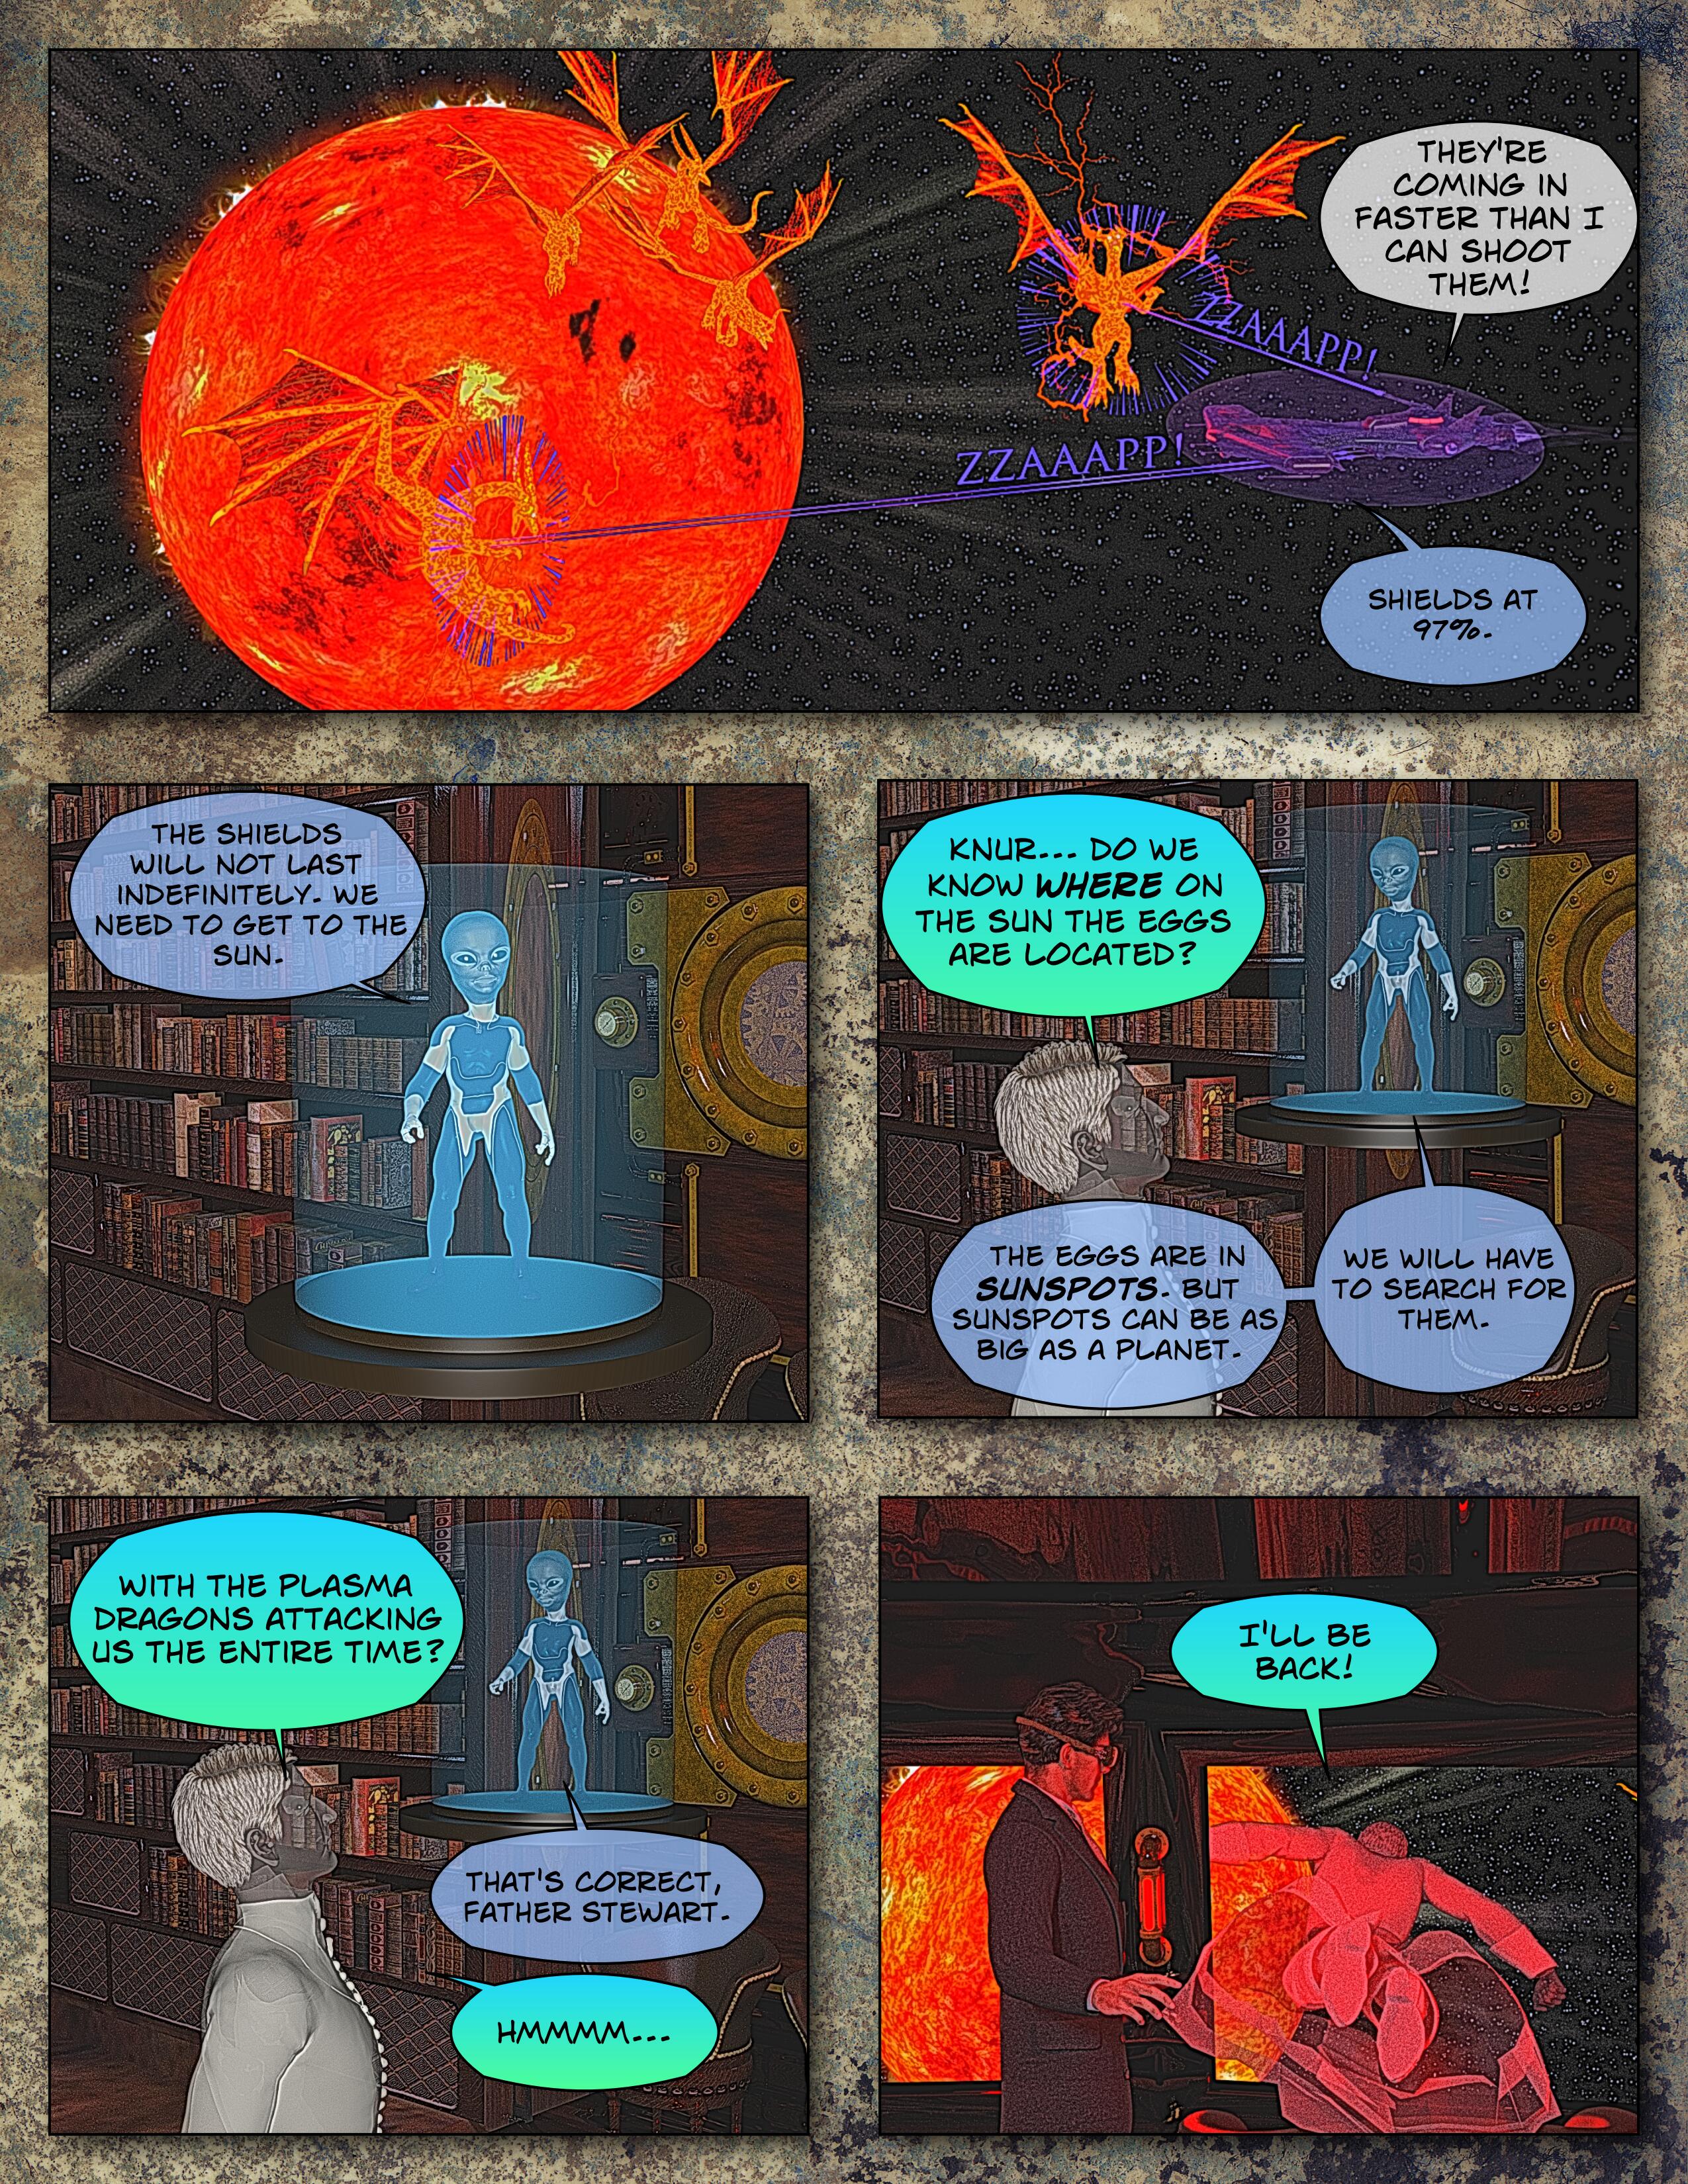 THEY'RE
COMING IN
FASTER THAN I
CAN SHOOT
THEM!
ZZAAAPP!
ZZAAAPP!
SHIELDS AT
97%.
THE SHIELDS
WILL NOT LAST
INDEFINITELY. WE
NEED TO GET TO THE
SUN.
KNUR... DO WE
KNOW WHERE ON
THE SUN THE EGGS
ARE LOCATED?
THE EGGS ARE IN
SUNSPOTS. BUT
SUNSPOTS CAN BE AS
BIG AS A PLANET.
WE WILL HAVE
TO SEARCH FOR
THEM.
WITH THE PLASMA
DRAGONS ATTACKING
US THE ENTIRE TIME?
THAT'S CORRECT,
FATHER STEWART.
HMMMM...
I'LL BE
BACK!